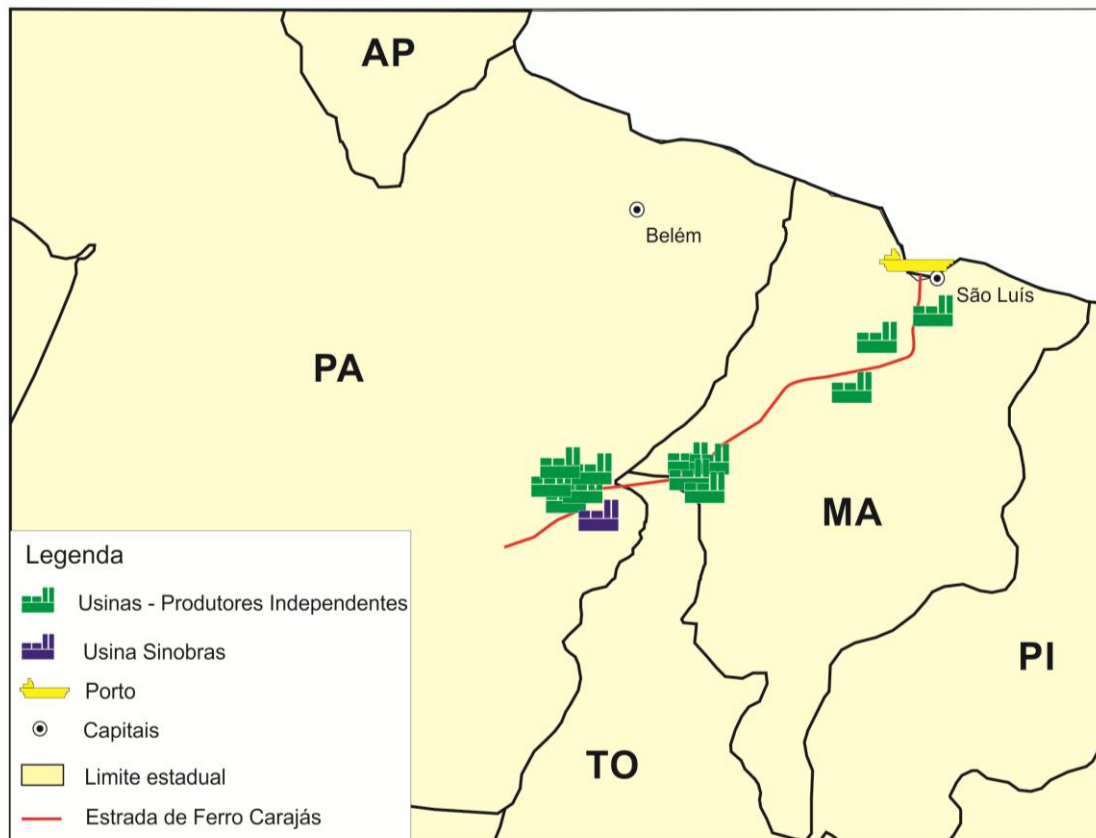 AP
Belém
São Luís
PA
MA
PI
TO
Legenda
Usinas - Produtores Independentes
Usina Sinobras
Porto
Capitais
Limite estadual
Estrada de Ferro Carajás